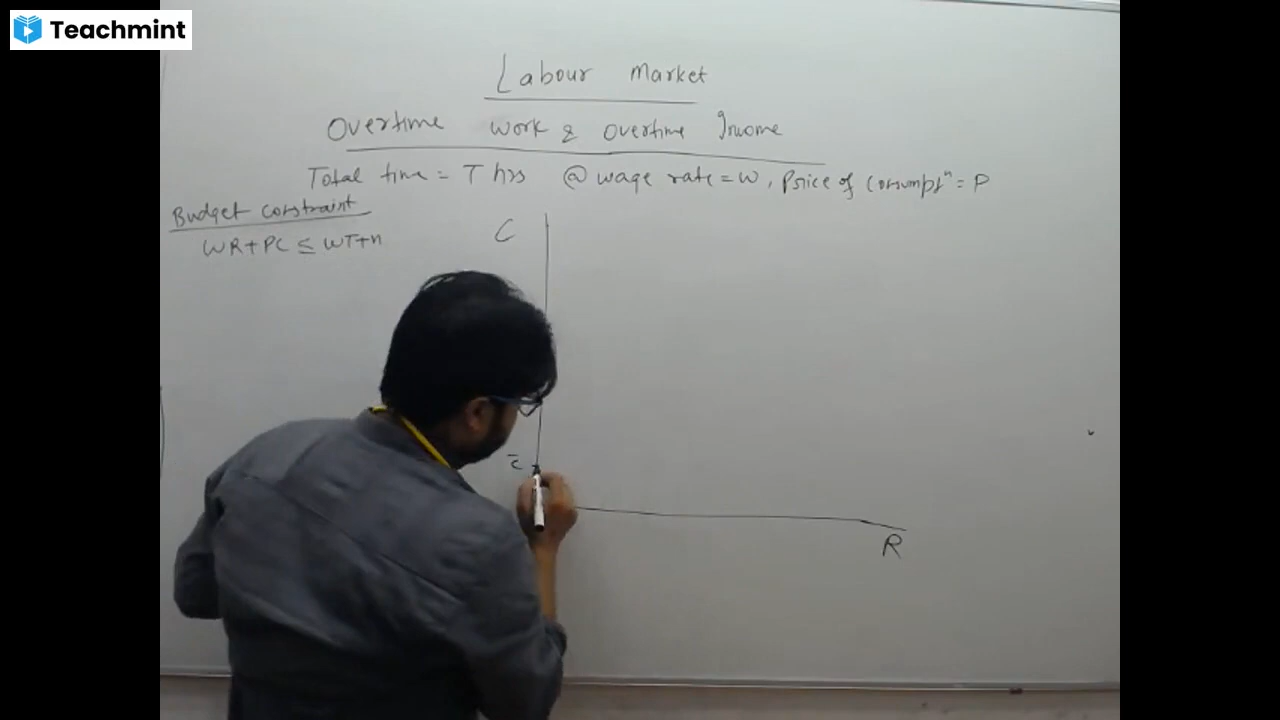 Teachmint
Labour Market
Overtime Work & Overtime Income
Total time = T hrs @ wage rate = W, Price of Consumptⁿ = P
Budget Constraint
WR + PC ≤ WT + n
C
c̄
R